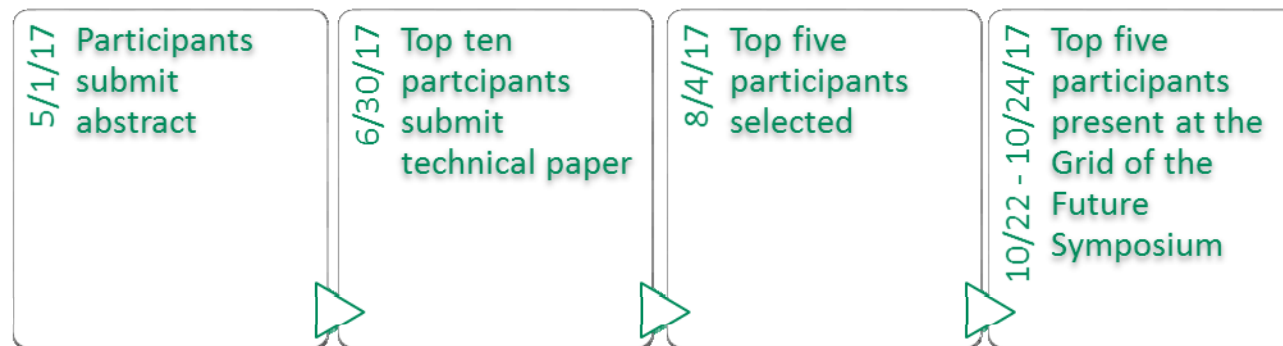 5/1/17
Participants
submit
abstract
6/30/17
Top ten
partcipants
submit
technical paper
8/4/17
Top five
participants
selected
10/22 - 10/24/17
Top five
participants
present at the
Grid of the
Future
Symposium